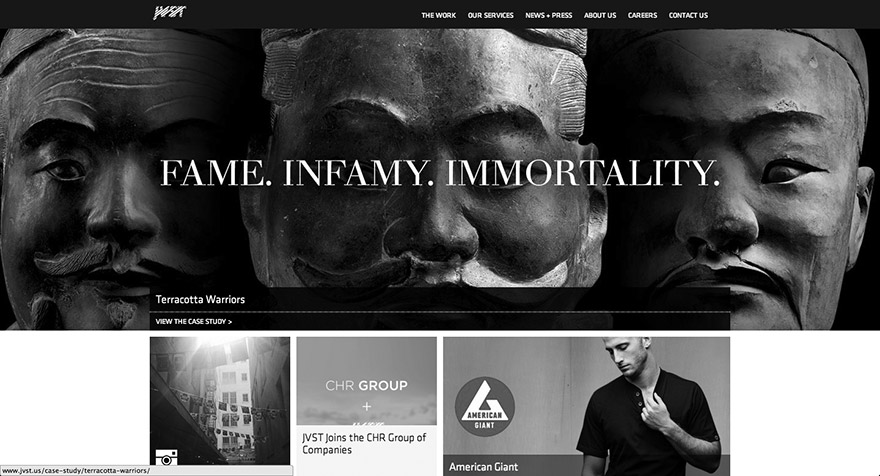 JVST
THE WORK OUR SERVICES NEWS + PRESS ABOUT US CAREERS CONTACT US
FAME. INFAMY. IMMORTALITY.
Terracotta Warriors
VIEW THE CASE STUDY >
CHR GROUP
+
JVST Joins the CHR Group of
Companies
AMERICAN
GIANT
American Giant
www.jvst.us/case-study/terracotta-warriors/